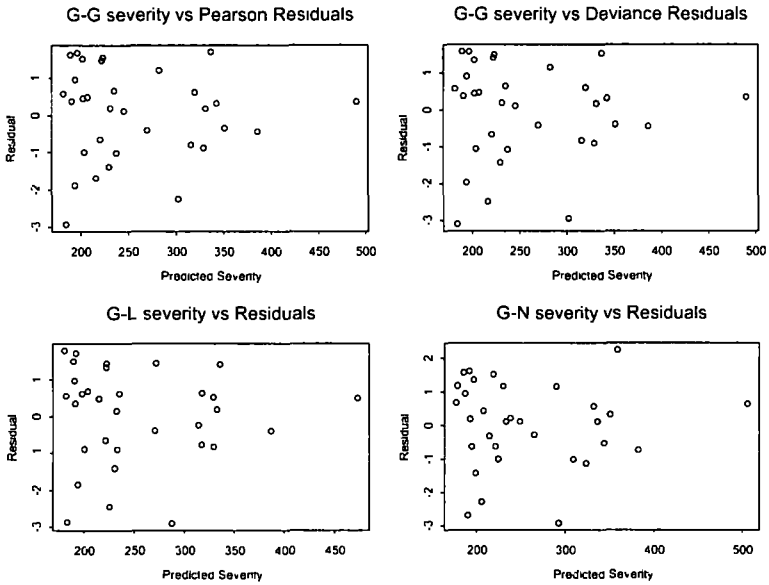 G-G severity vs Pearson Residuals
Residual
1
0
-1
-2
-3
200 250 300 350 400 450 500
Predicted Severity
G-G severity vs Deviance Residuals
Residual
1
0
-1
-2
-3
200 250 300 350 400 450 500
Predicted Severity
G-L severity vs Residuals
Residual
1
0
-1
-2
-3
200 250 300 350 400 450
Predicted Severity
G-N severity vs Residuals
Residual
2
1
0
-1
-2
-3
200 300 400 500
Predicted Severity